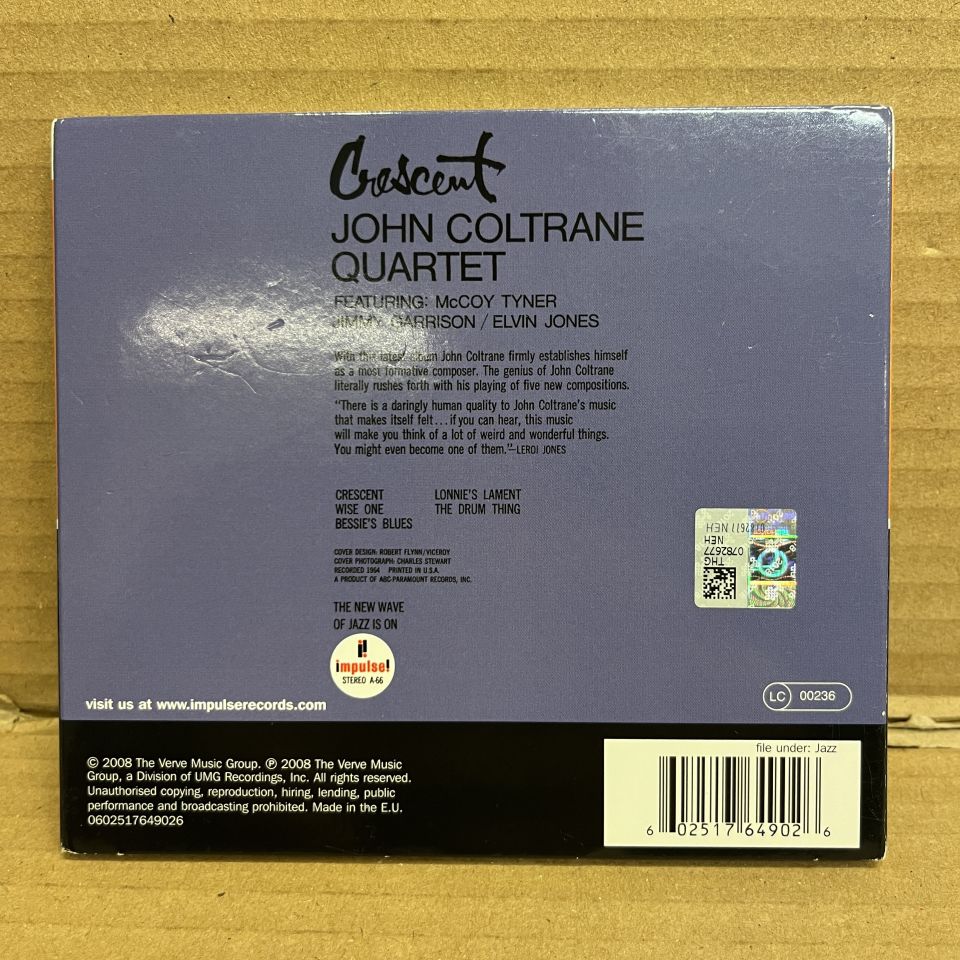 Crescent
JOHN COLTRANE
QUARTET
FEATURING: McCOY TYNER
JIMMY GARRISON / ELVIN JONES
With this latest album John Coltrane firmly establishes himself
as a most formative composer. The genius of John Coltrane
literally rushes forth with his playing of five new compositions.
"There is a daringly human quality to John Coltrane's music
that makes itself felt...if you can hear, this music
will make you think of a lot of weird and wonderful things.
You might even become one of them."—LEROI JONES
CRESCENT
WISE ONE
BESSIE'S BLUES
LONNIE'S LAMENT
THE DRUM THING
COVER DESIGN: ROBERT FLYNN/VICEROY
COVER PHOTOGRAPH: CHARLES STEWART
RECORDED 1964 PRINTED IN U.S.A.
A PRODUCT OF ABC-PARAMOUNT RECORDS, INC.
THE NEW WAVE
OF JAZZ IS ON
impulse!
STEREO A-66
THG
0782677
NEH
0782677 NEH
visit us at www.impulserecords.com
LC 00236
© 2008 The Verve Music Group. ℗ 2008 The Verve Music
Group, a Division of UMG Recordings, Inc. All rights reserved.
Unauthorised copying, reproduction, hiring, lending, public
performance and broadcasting prohibited. Made in the E.U.
0602517649026
file under: Jazz
6 02517 64902 6